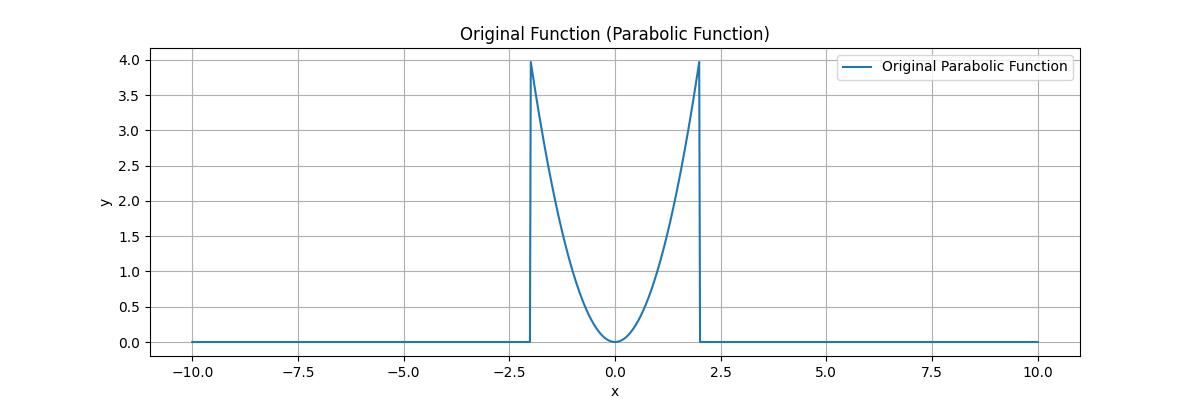 Original Function (Parabolic Function)
Original Parabolic Function
4.0
3.5
3.0
2.5
2.0
1.5
1.0
0.5
0.0
y
−10.0 −7.5 −5.0 −2.5 0.0 2.5 5.0 7.5 10.0
x